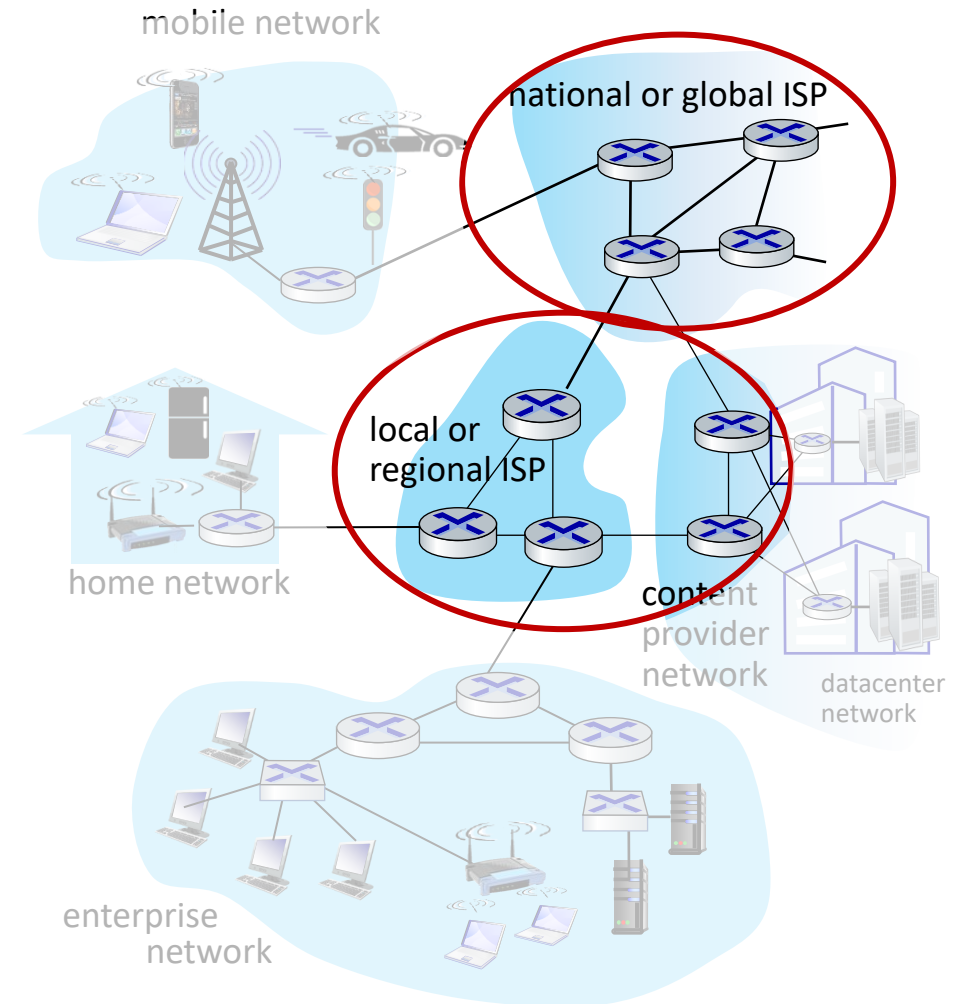 mobile network
national or global ISP
local or
regional ISP
home network
content
provider
network
datacenter
network
enterprise
network